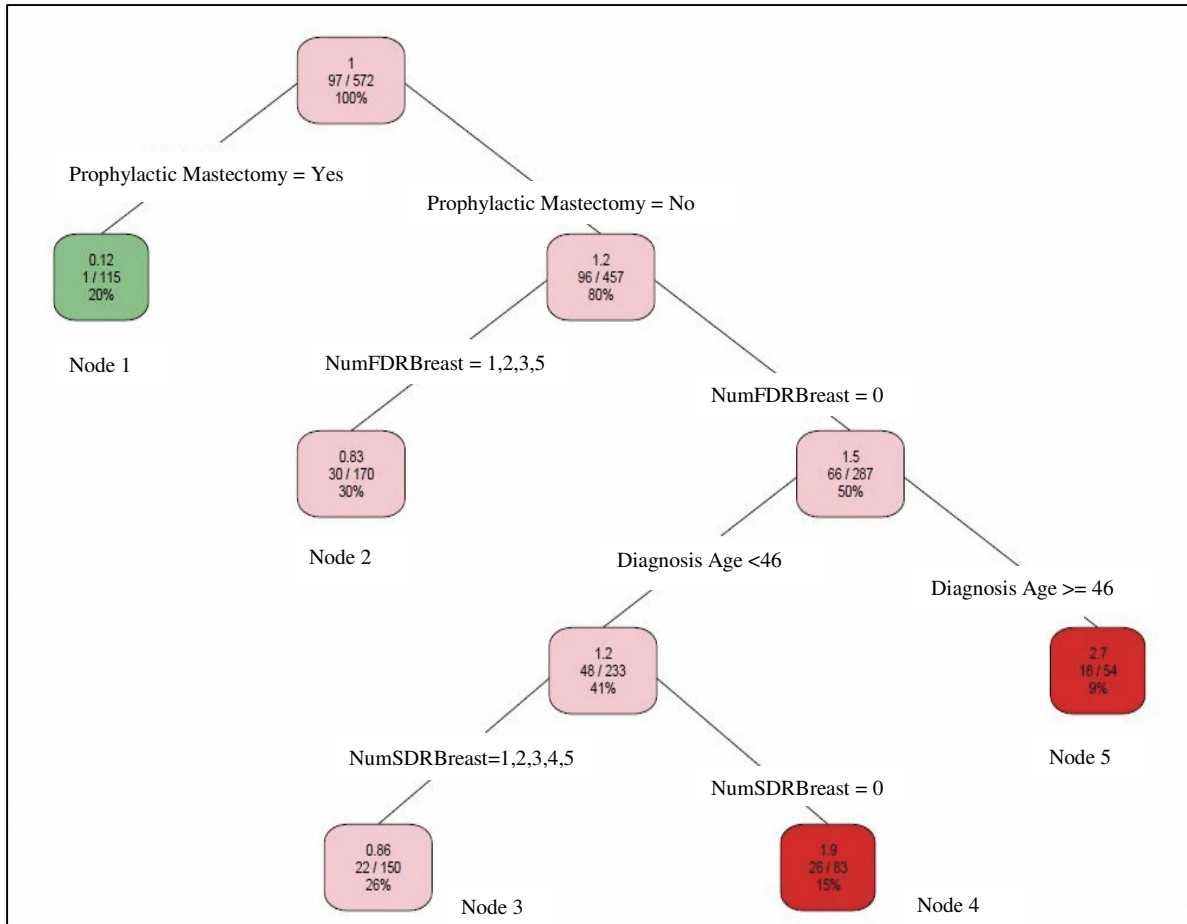 1
97 / 572
100%
Prophylactic Mastectomy = Yes
Prophylactic Mastectomy = No
0.12
1 / 115
20%
1.2
96 / 457
80%
Node 1
NumFDRBreast = 1,2,3,5
NumFDRBreast = 0
0.83
30 / 170
30%
1.5
66 / 287
50%
Node 2
Diagnosis Age <46
Diagnosis Age >= 46
1.2
48 / 233
41%
2.7
18 / 54
9%
NumSDRBreast=1,2,3,4,5
Node 5
NumSDRBreast = 0
0.86
22 / 150
26%
1.9
26 / 83
15%
Node 3
Node 4